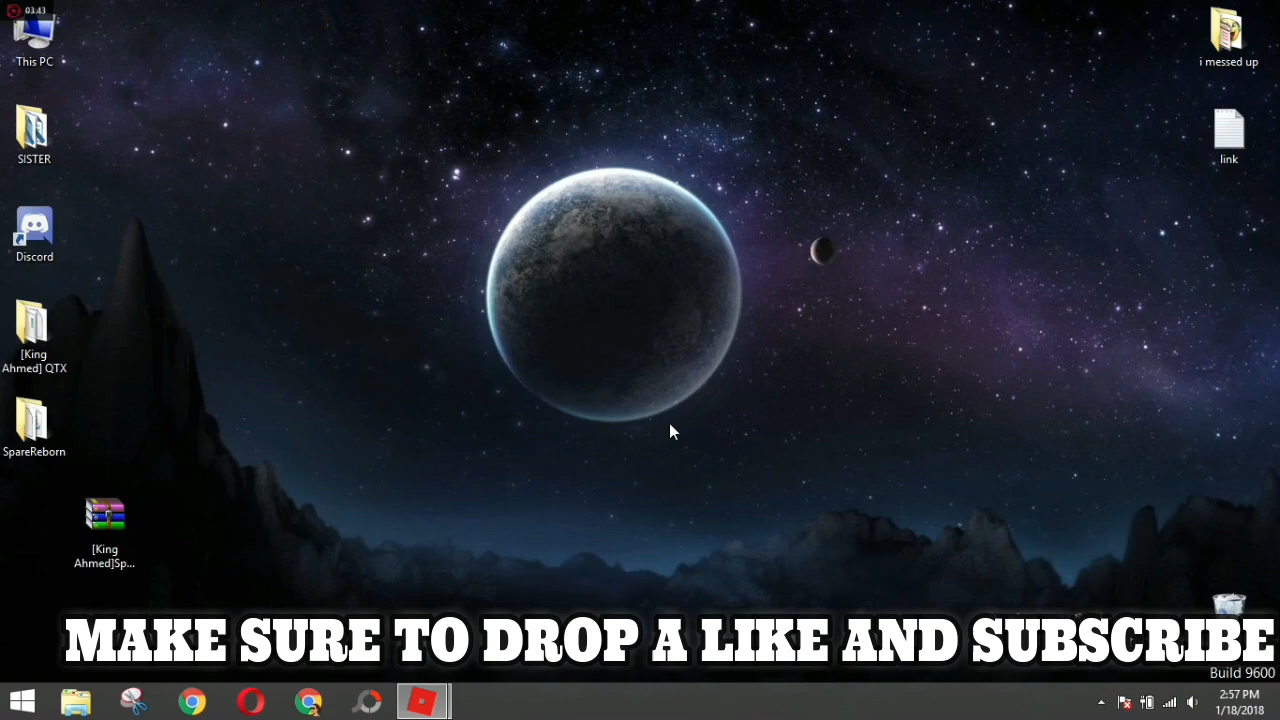 03:43
This PC
SISTER
Discord
[King
Ahmed] QTX
SpareReborn
[King
Ahmed]Sp...
i messed up
link
MAKE SURE TO DROP A LIKE AND SUBSCRIBE
Build 9600
2:57 PM
1/18/2018